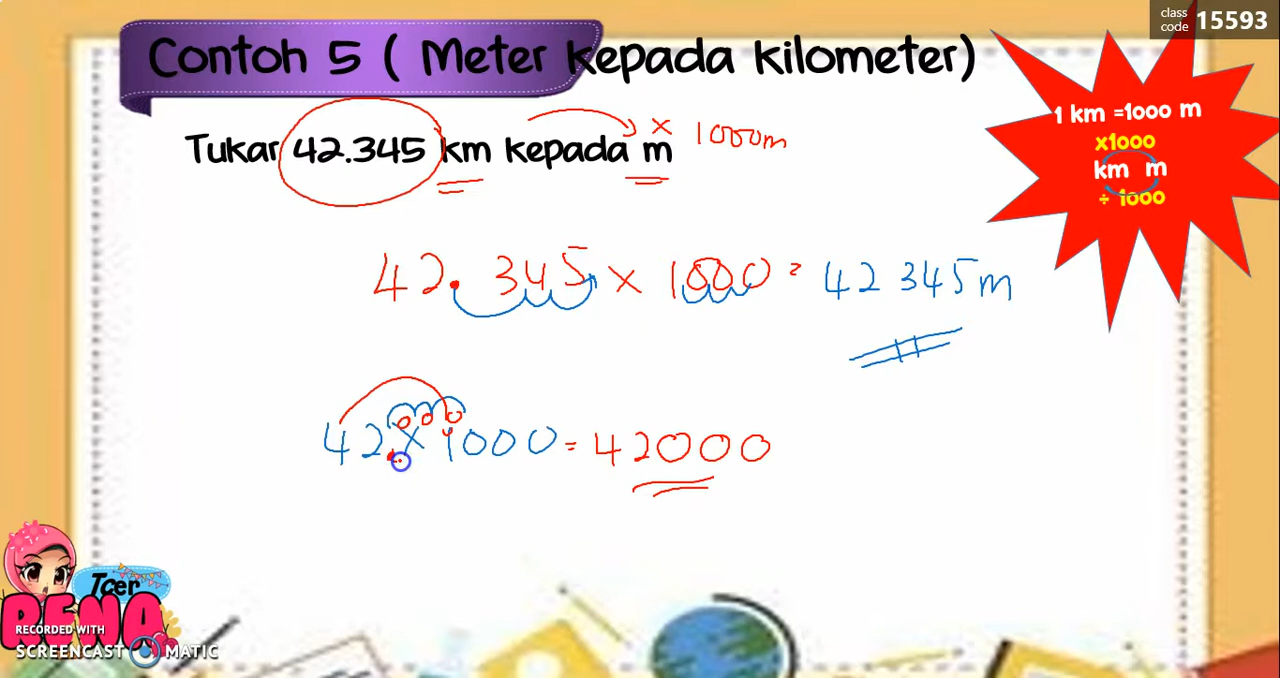 class code 15593
Contoh 5 ( Meter kepada kilometer)
1 km =1000 m
x1000
km m
÷ 1000
Tukar 42.345 km kepada m x 1000m
42.345 x 1000 = 42 345 m
42 x 1000 = 42000
Tcer
RENA
RECORDED WITH
SCREENCAST MATIC